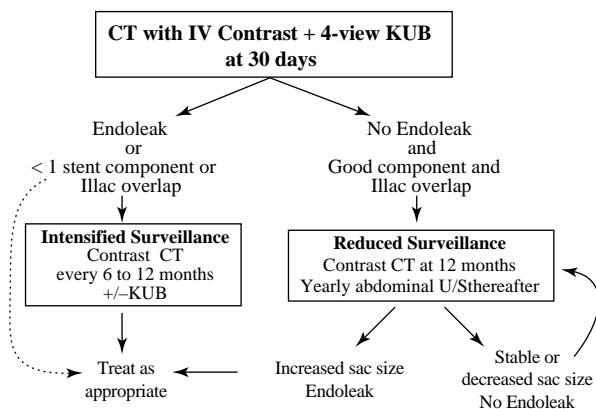 CT with IV Contrast + 4-view KUB
at 30 days
Endoleak
or
< 1 stent component or
Illac overlap
No Endoleak
and
Good component and
Illac overlap
Intensified Surveillance
Contrast CT
every 6 to 12 months
+/–KUB
Reduced Surveillance
Contrast CT at 12 months
Yearly abdominal U/Sthereafter
Treat as
appropriate
Increased sac size
Endoleak
Stable or
decreased sac size
No Endoleak